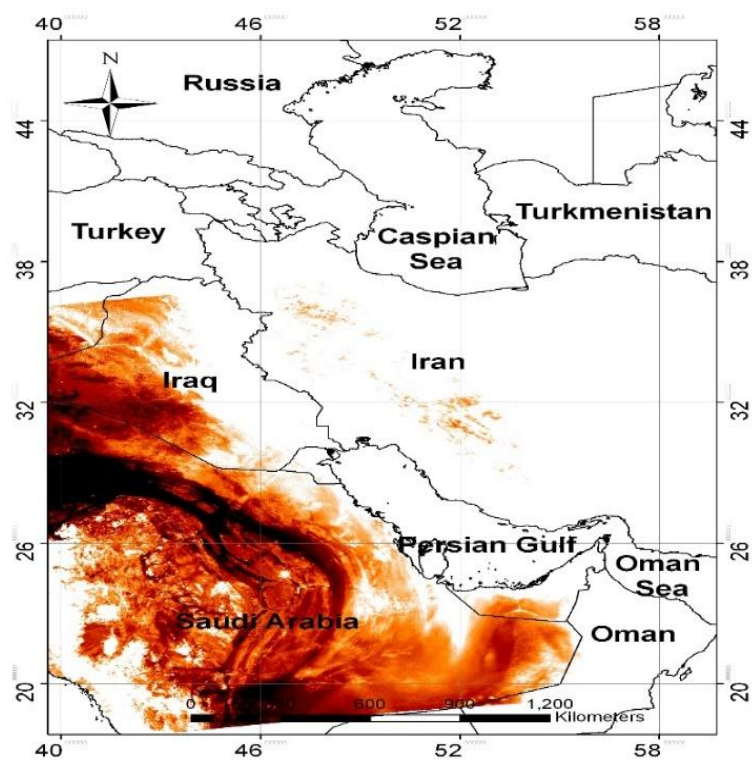 40 46 52 58
N
Russia
44 44
Turkey
Turkmenistan
Caspian
Sea
38 38
Iran
Iraq
32 32
26 26
Persian Gulf
Oman
Sea
Saudi Arabia
Oman
20 20
0 600 900 1,200
Kilometers
40 46 52 58